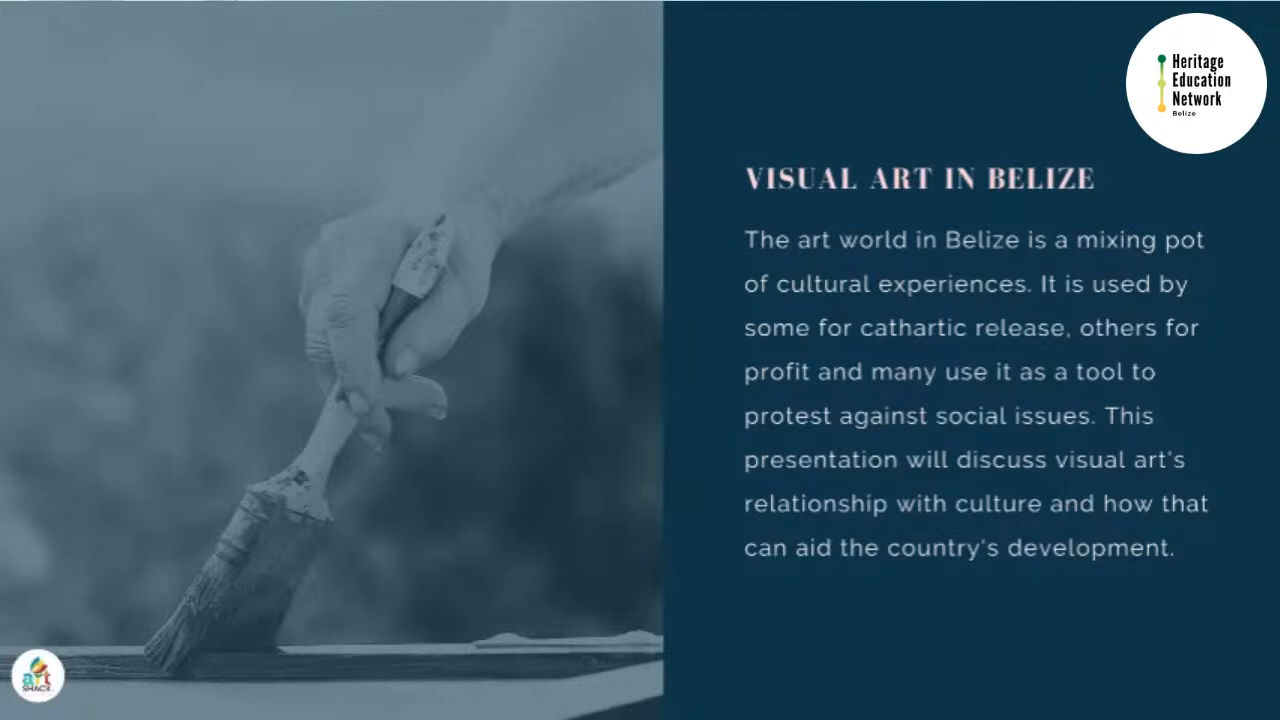 Heritage
Education
Network
Belize
VISUAL ART IN BELIZE
The art world in Belize is a mixing pot
of cultural experiences. It is used by
some for cathartic release, others for
profit and many use it as a tool to
protest against social issues. This
presentation will discuss visual art's
relationship with culture and how that
can aid the country's development.
art
SHACK